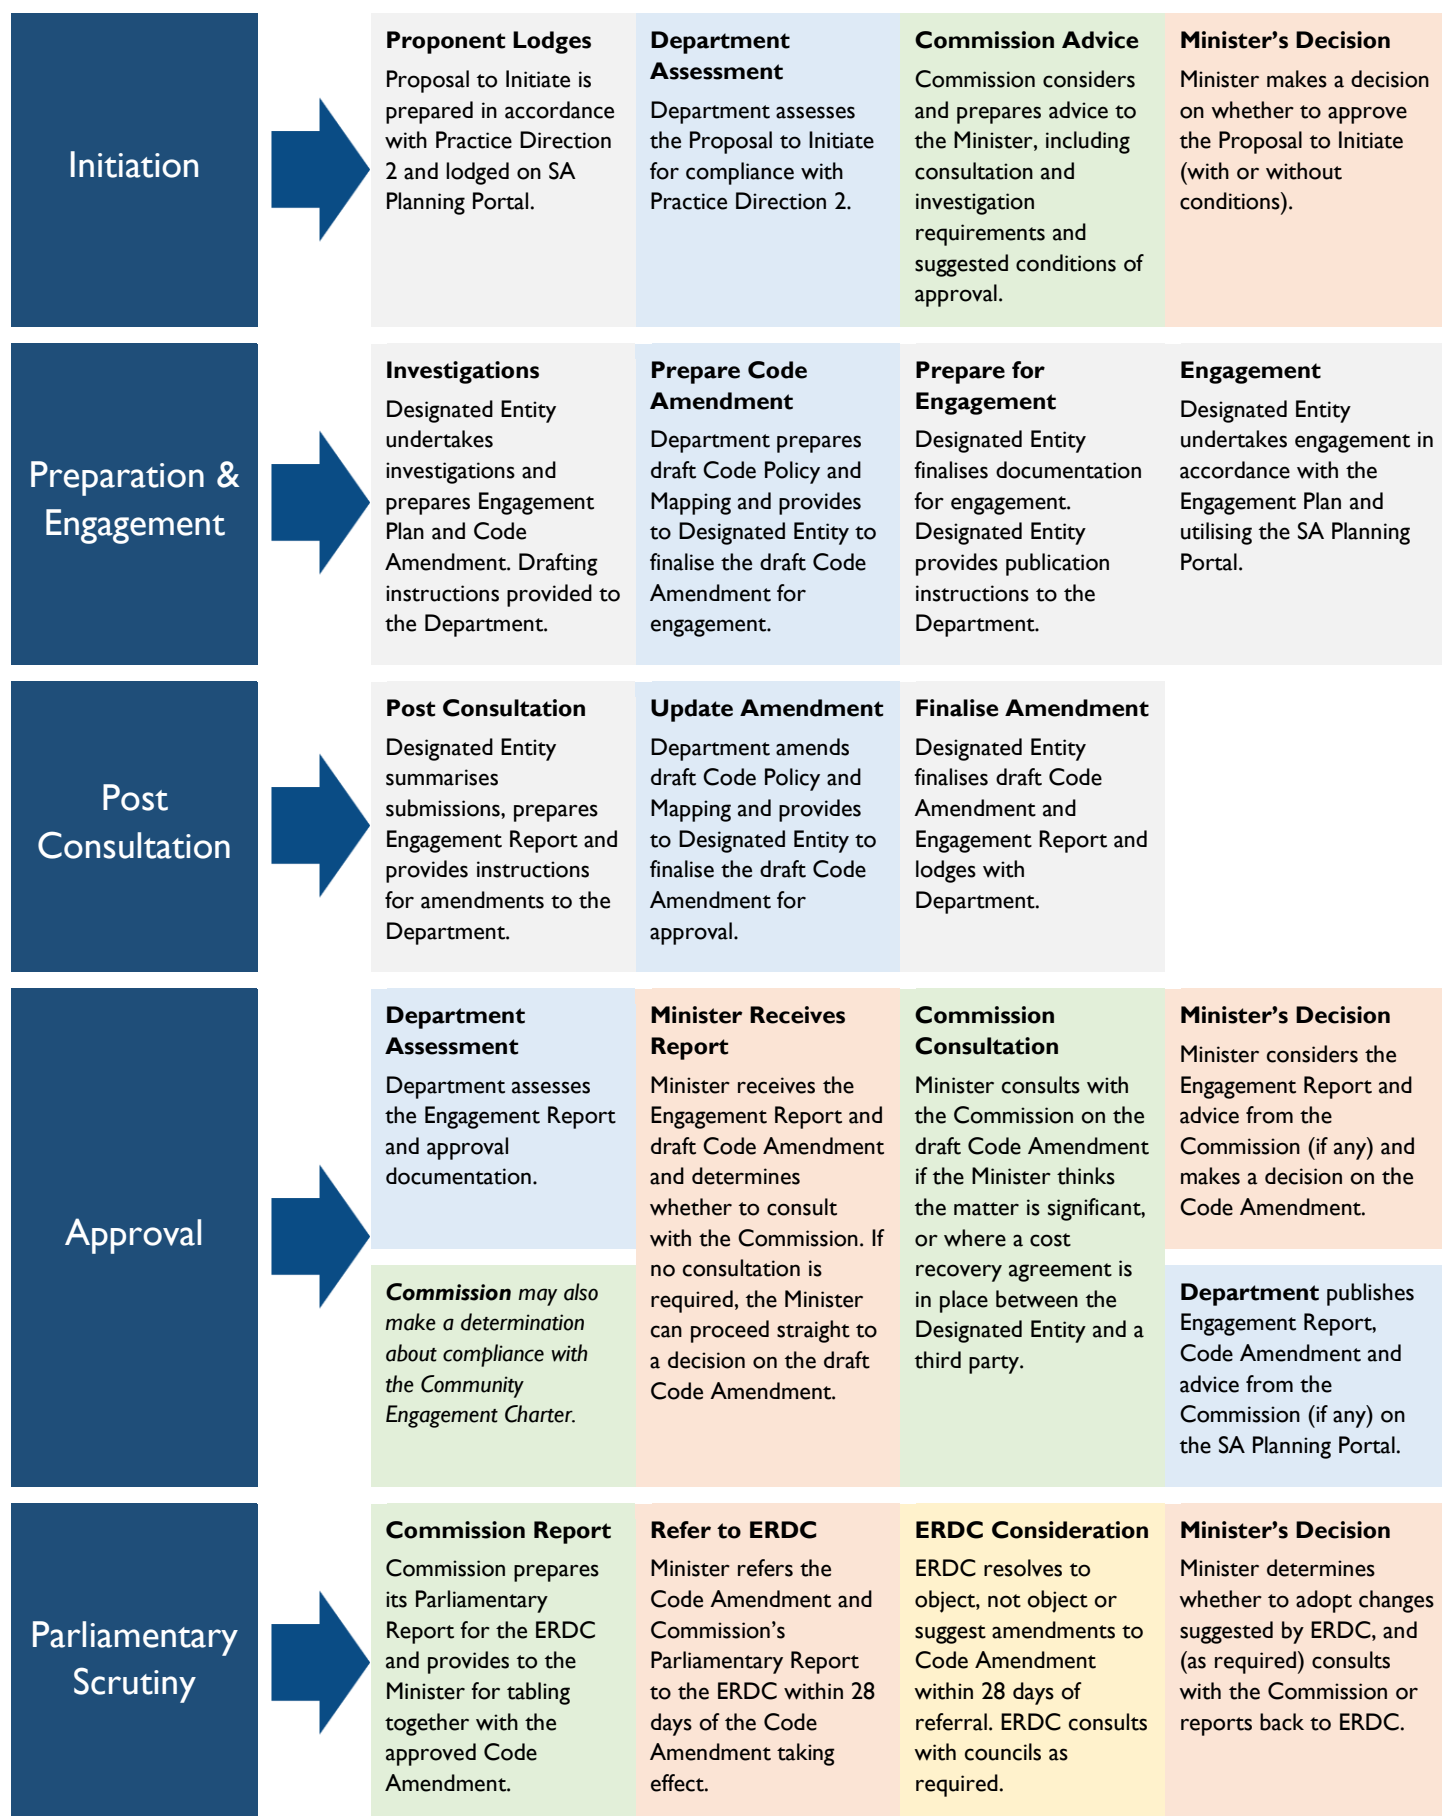 Initiation
Proponent Lodges
Proposal to Initiate is
prepared in accordance
with Practice Direction
2 and lodged on SA
Planning Portal.
Department
Assessment
Department assesses
the Proposal to Initiate
for compliance with
Practice Direction 2.
Commission Advice
Commission considers
and prepares advice to
the Minister, including
consultation and
investigation
requirements and
suggested conditions of
approval.
Minister’s Decision
Minister makes a decision
on whether to approve
the Proposal to Initiate
(with or without
conditions).
Preparation &
Engagement
Investigations
Designated Entity
undertakes
investigations and
prepares Engagement
Plan and Code
Amendment. Drafting
instructions provided to
the Department.
Prepare Code
Amendment
Department prepares
draft Code Policy and
Mapping and provides
to Designated Entity to
finalise the draft Code
Amendment for
engagement.
Prepare for
Engagement
Designated Entity
finalises documentation
for engagement.
Designated Entity
provides publication
instructions to the
Department.
Engagement
Designated Entity
undertakes engagement in
accordance with the
Engagement Plan and
utilising the SA Planning
Portal.
Post
Consultation
Post Consultation
Designated Entity
summarises
submissions, prepares
Engagement Report and
provides instructions
for amendments to the
Department.
Update Amendment
Department amends
draft Code Policy and
Mapping and provides
to Designated Entity to
finalise the draft Code
Amendment for
approval.
Finalise Amendment
Designated Entity
finalises draft Code
Amendment and
Engagement Report and
lodges with
Department.
Approval
Department
Assessment
Department assesses
the Engagement Report
and approval
documentation.
Commission may also
make a determination
about compliance with
the Community
Engagement Charter.
Minister Receives
Report
Minister receives the
Engagement Report and
draft Code Amendment
and determines
whether to consult
with the Commission. If
no consultation is
required, the Minister
can proceed straight to
a decision on the draft
Code Amendment.
Commission
Consultation
Minister consults with
the Commission on the
draft Code Amendment
if the Minister thinks
the matter is significant,
or where a cost
recovery agreement is
in place between the
Designated Entity and a
third party.
Minister’s Decision
Minister considers the
Engagement Report and
advice from the
Commission (if any) and
makes a decision on the
Code Amendment.
Department publishes
Engagement Report,
Code Amendment and
advice from the
Commission (if any) on
the SA Planning Portal.
Parliamentary
Scrutiny
Commission Report
Commission prepares
its Parliamentary
Report for the ERDC
and provides to the
Minister for tabling
together with the
approved Code
Amendment.
Refer to ERDC
Minister refers the
Code Amendment and
Commission’s
Parliamentary Report
to the ERDC within 28
days of the Code
Amendment taking
effect.
ERDC Consideration
ERDC resolves to
object, not object or
suggest amendments to
Code Amendment
within 28 days of
referral. ERDC consults
with councils as
required.
Minister’s Decision
Minister determines
whether to adopt changes
suggested by ERDC, and
(as required) consults
with the Commission or
reports back to ERDC.